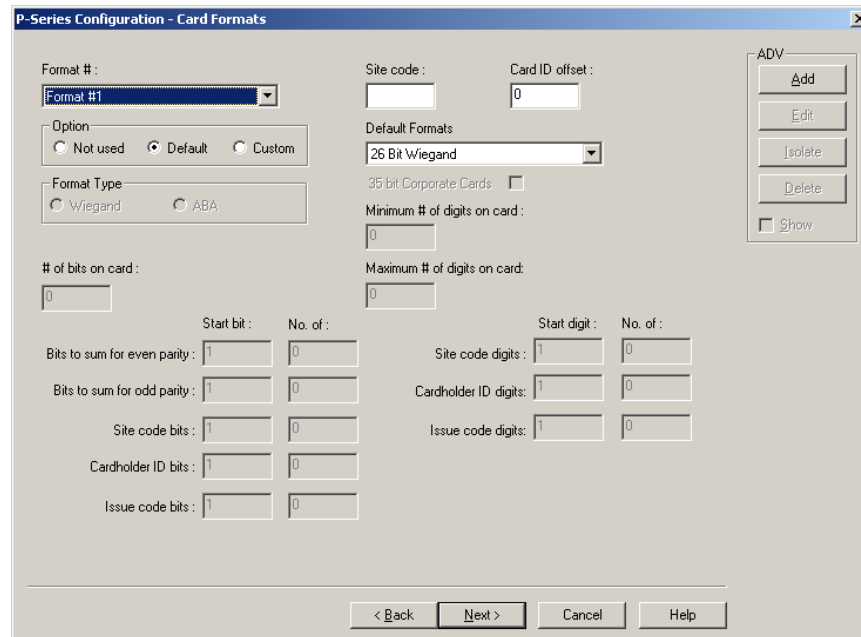 P-Series Configuration - Card Formats
Format # :
Format #1
Site code :
Card ID offset :
0
ADV
Add
Edit
Isolate
Delete
Show
Option
Not used Default Custom
Default Formats
26 Bit Wiegand
35 bit Corporate Cards
Format Type
Wiegand ABA
Minimum # of digits on card :
0
# of bits on card :
0
Maximum # of digits on card:
0
Start bit : No. of :
Bits to sum for even parity : 1 0
Bits to sum for odd parity : 1 0
Site code bits : 1 0
Cardholder ID bits : 1 0
Issue code bits : 1 0
Start digit : No. of :
Site code digits : 1 0
Cardholder ID digits: 1 0
Issue code digits: 1 0
< Back Next > Cancel Help